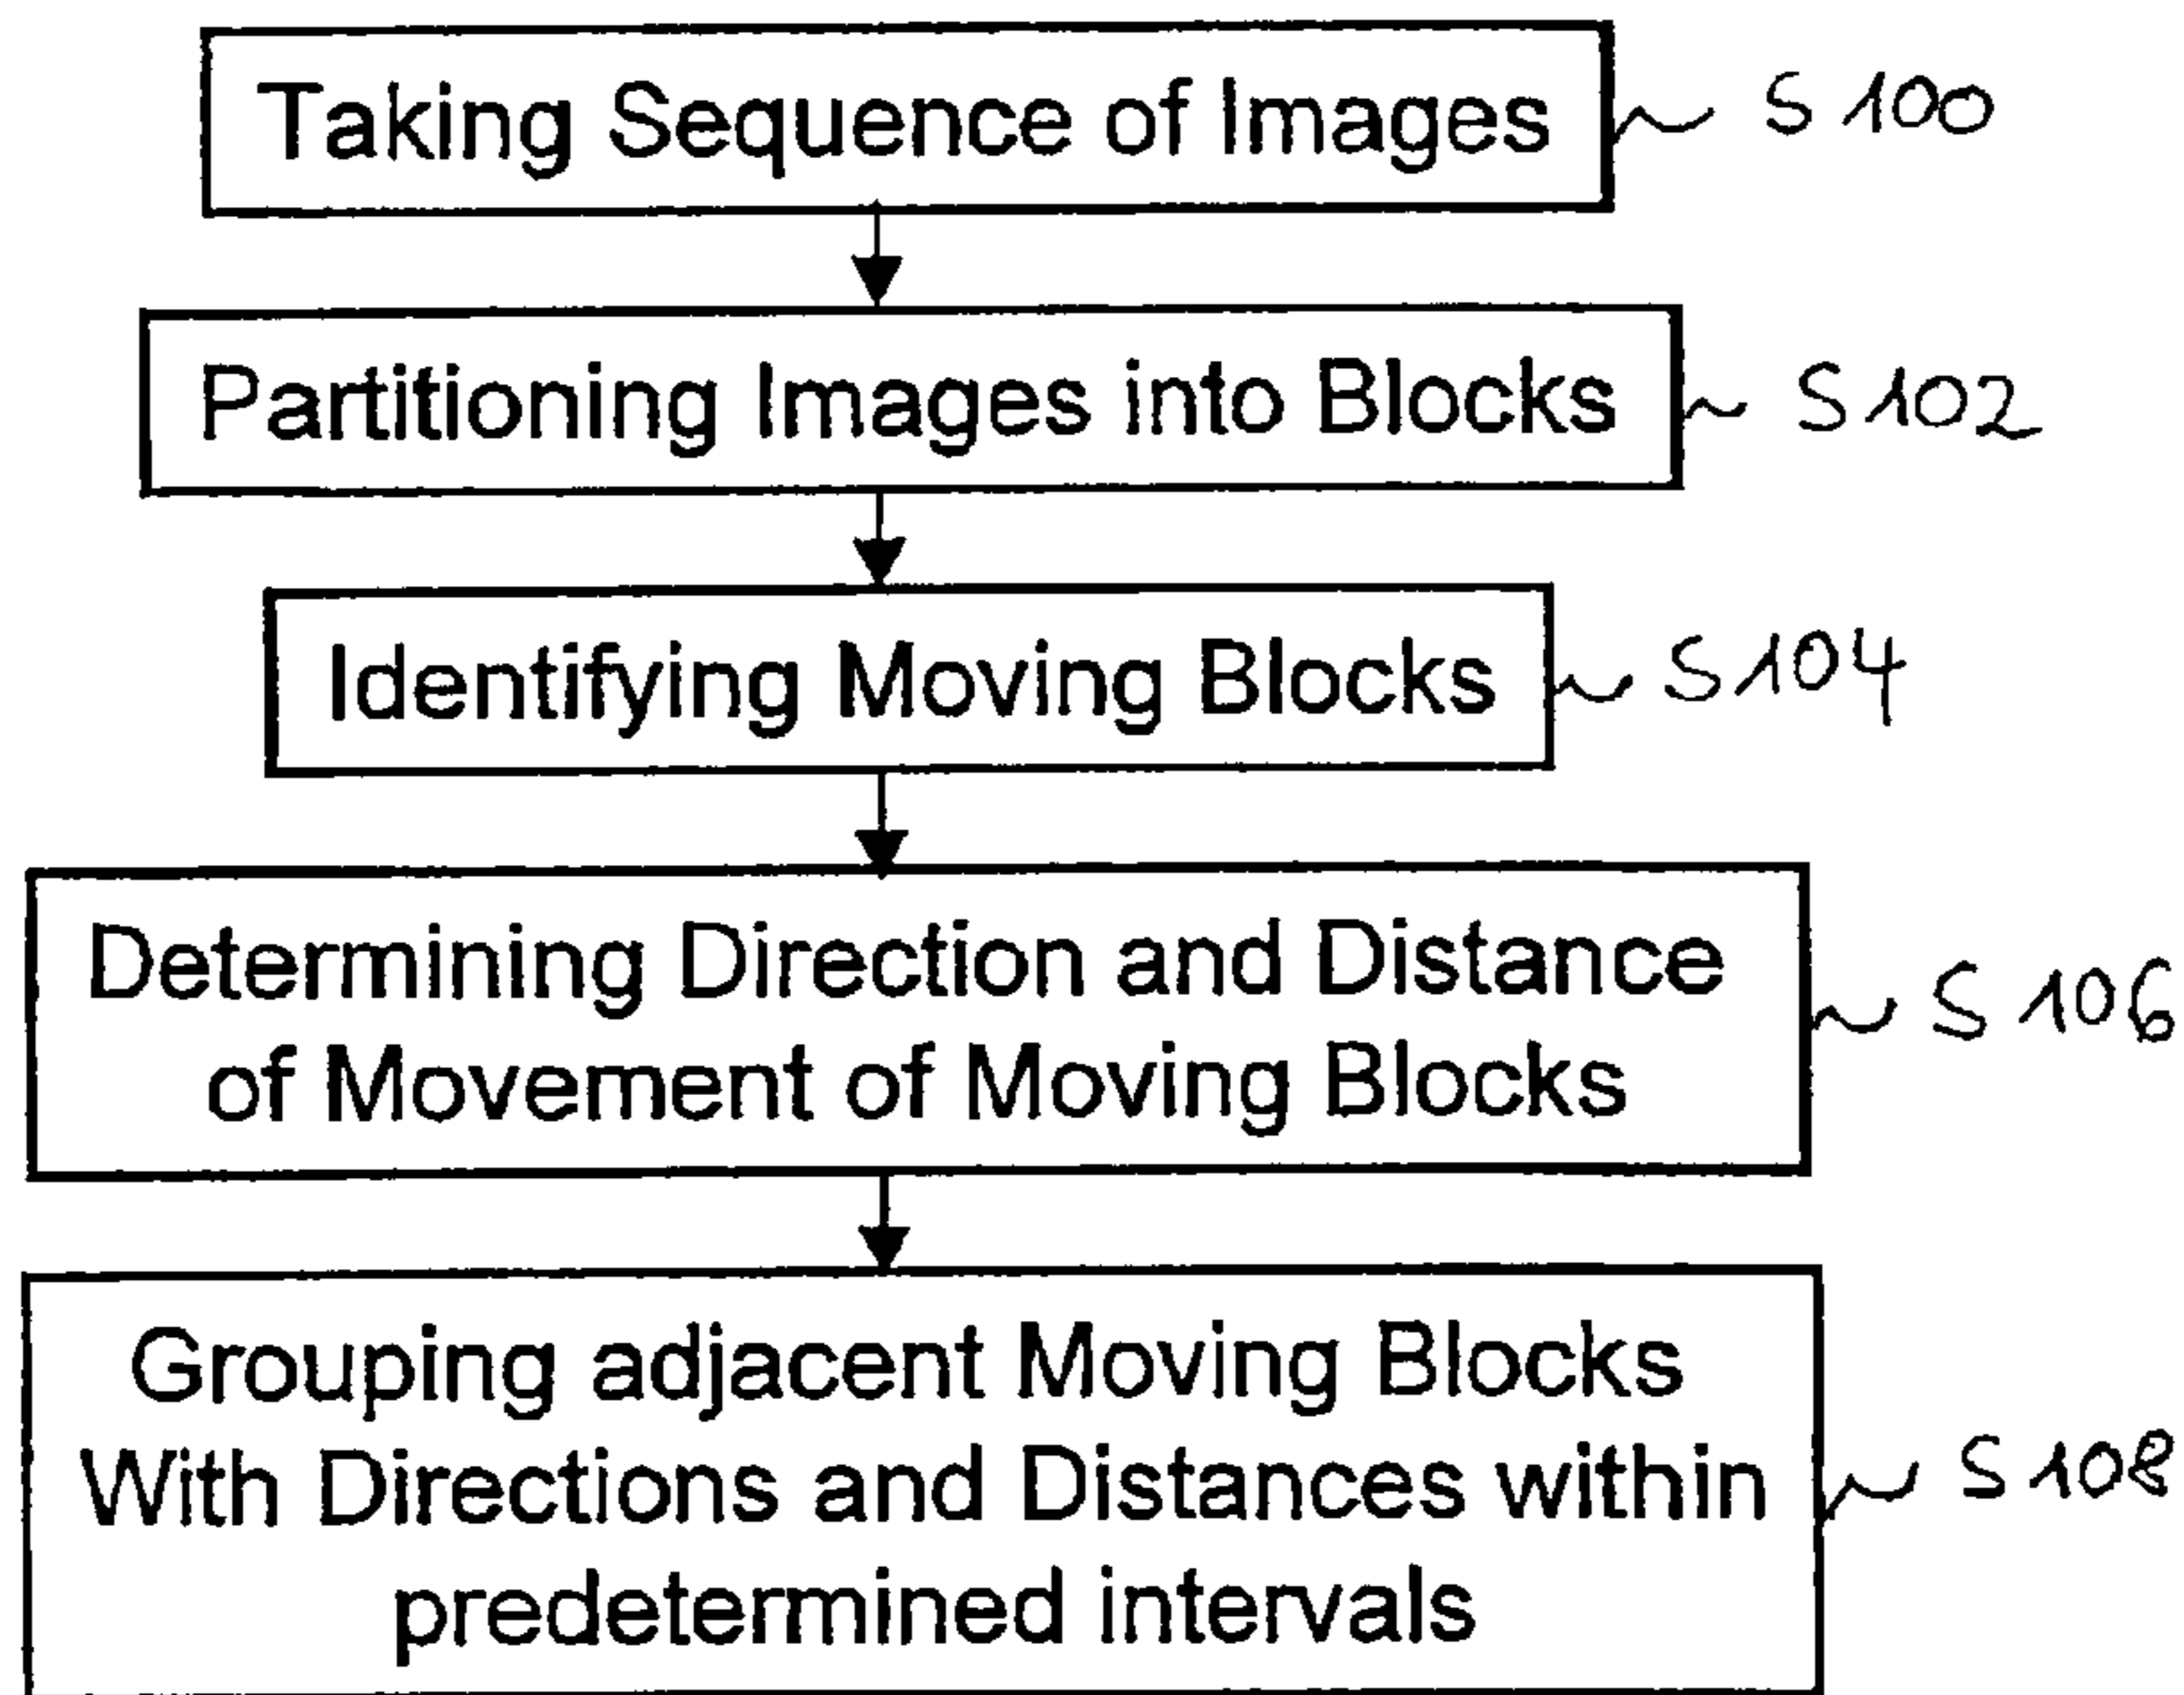 Taking Sequence of Images S 100
Partitioning Images into Blocks S 102
Identifying Moving Blocks S 104
Determining Direction and Distance
of Movement of Moving Blocks
S 106
Grouping adjacent Moving Blocks
With Directions and Distances within
predetermined intervals
S 108